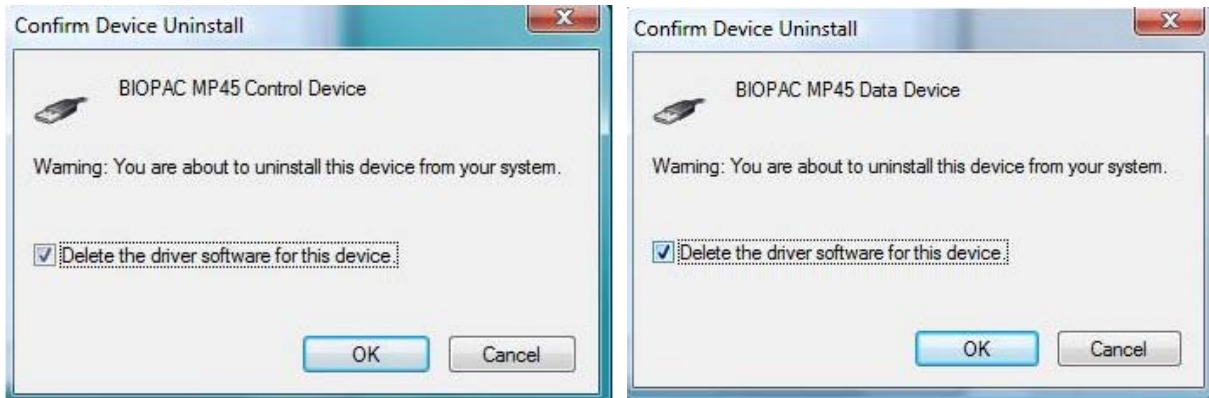 Confirm Device Uninstall
BIOPAC MP45 Control Device
Warning: You are about to uninstall this device from your system.
Delete the driver software for this device.
OK Cancel
Confirm Device Uninstall
BIOPAC MP45 Data Device
Warning: You are about to uninstall this device from your system.
Delete the driver software for this device.
OK Cancel